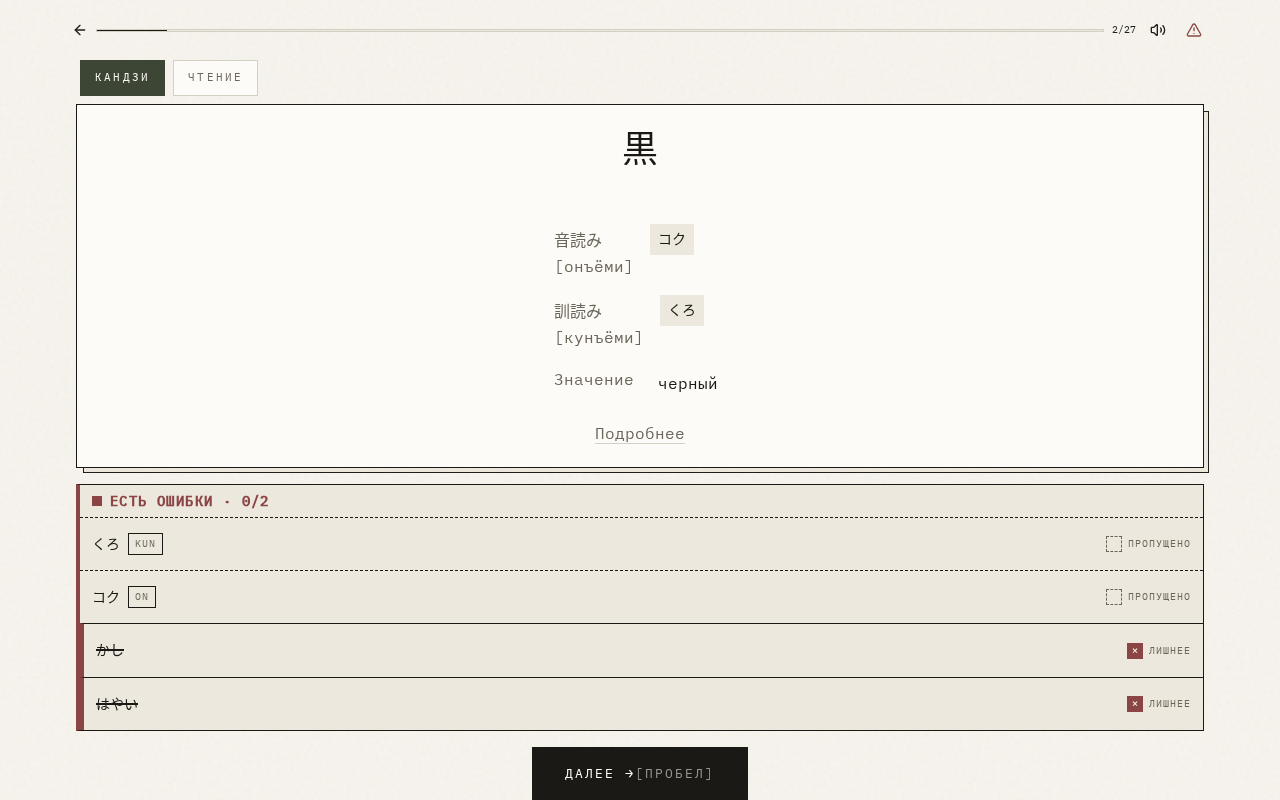 2/27
КАНДЗИ
ЧТЕНИЕ
黒
音読み
コク
[онъёми]
訓読み
くろ
[кунъёми]
Значение
черный
Подробнее
ЕСТЬ ОШИБКИ · 0/2
くろ KUN ПРОПУЩЕНО
コク ON ПРОПУЩЕНО
かし × ЛИШНЕЕ
はやい × ЛИШНЕЕ
ДАЛЕЕ →[ПРОБЕЛ]